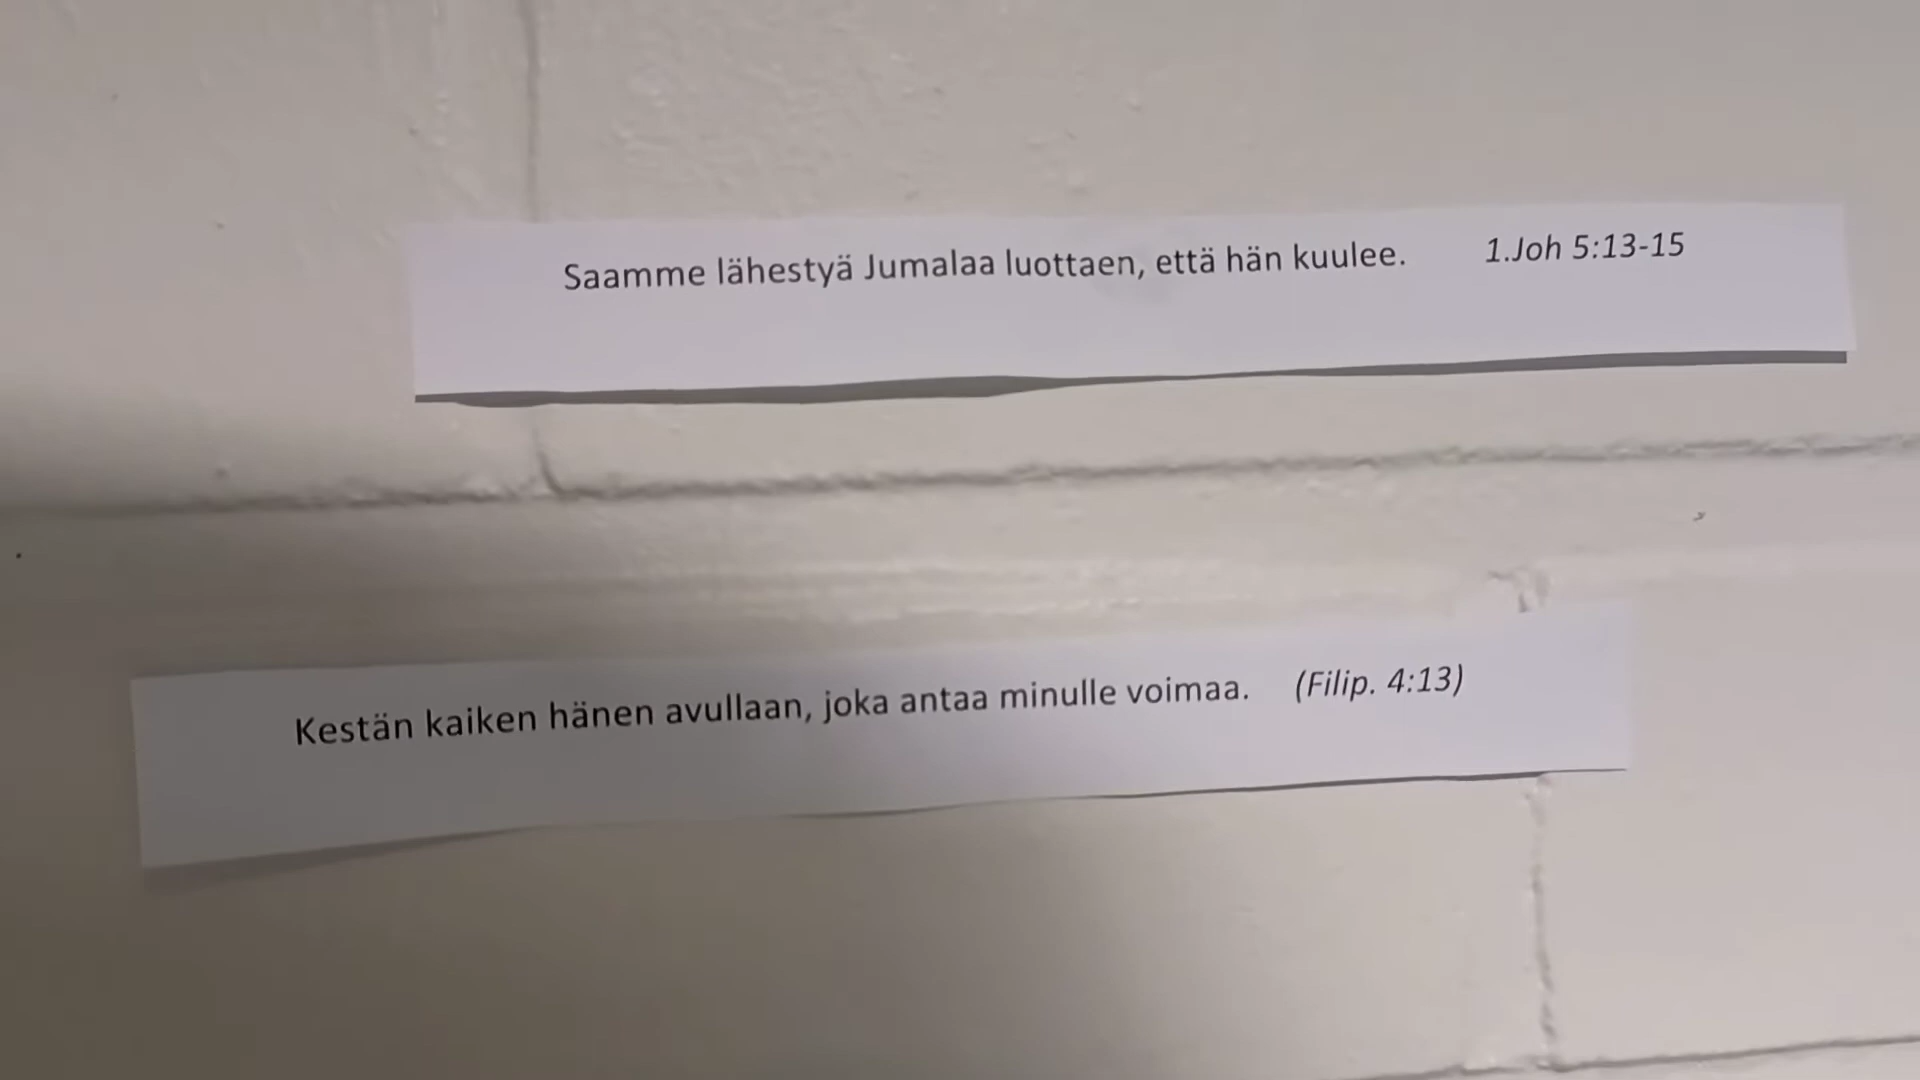 Saamme lähestyä Jumalaa luottaen, että hän kuulee. 1.Joh 5:13-15
Kestän kaiken hänen avullaan, joka antaa minulle voimaa. (Filip. 4:13)